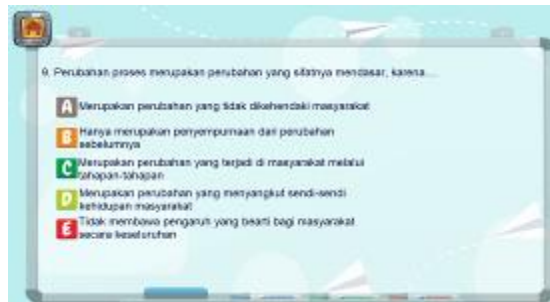 9. Perubahan proses merupakan perubahan yang sifatnya mendasar, karena....
A Merupakan perubahan yang tidak dikehendaki masyarakat
B Hanya merupakan penyempurnaan dari perubahan
sebelumnya
C Merupakan perubahan yang terjadi di masyarakat melalui
tahapan-tahapan
D Merupakan perubahan yang menyangkut sendi-sendi
kehidupan masyarakat
E Tidak membawa pengaruh yang bearti bagi masyarakat
secara keseluruhan